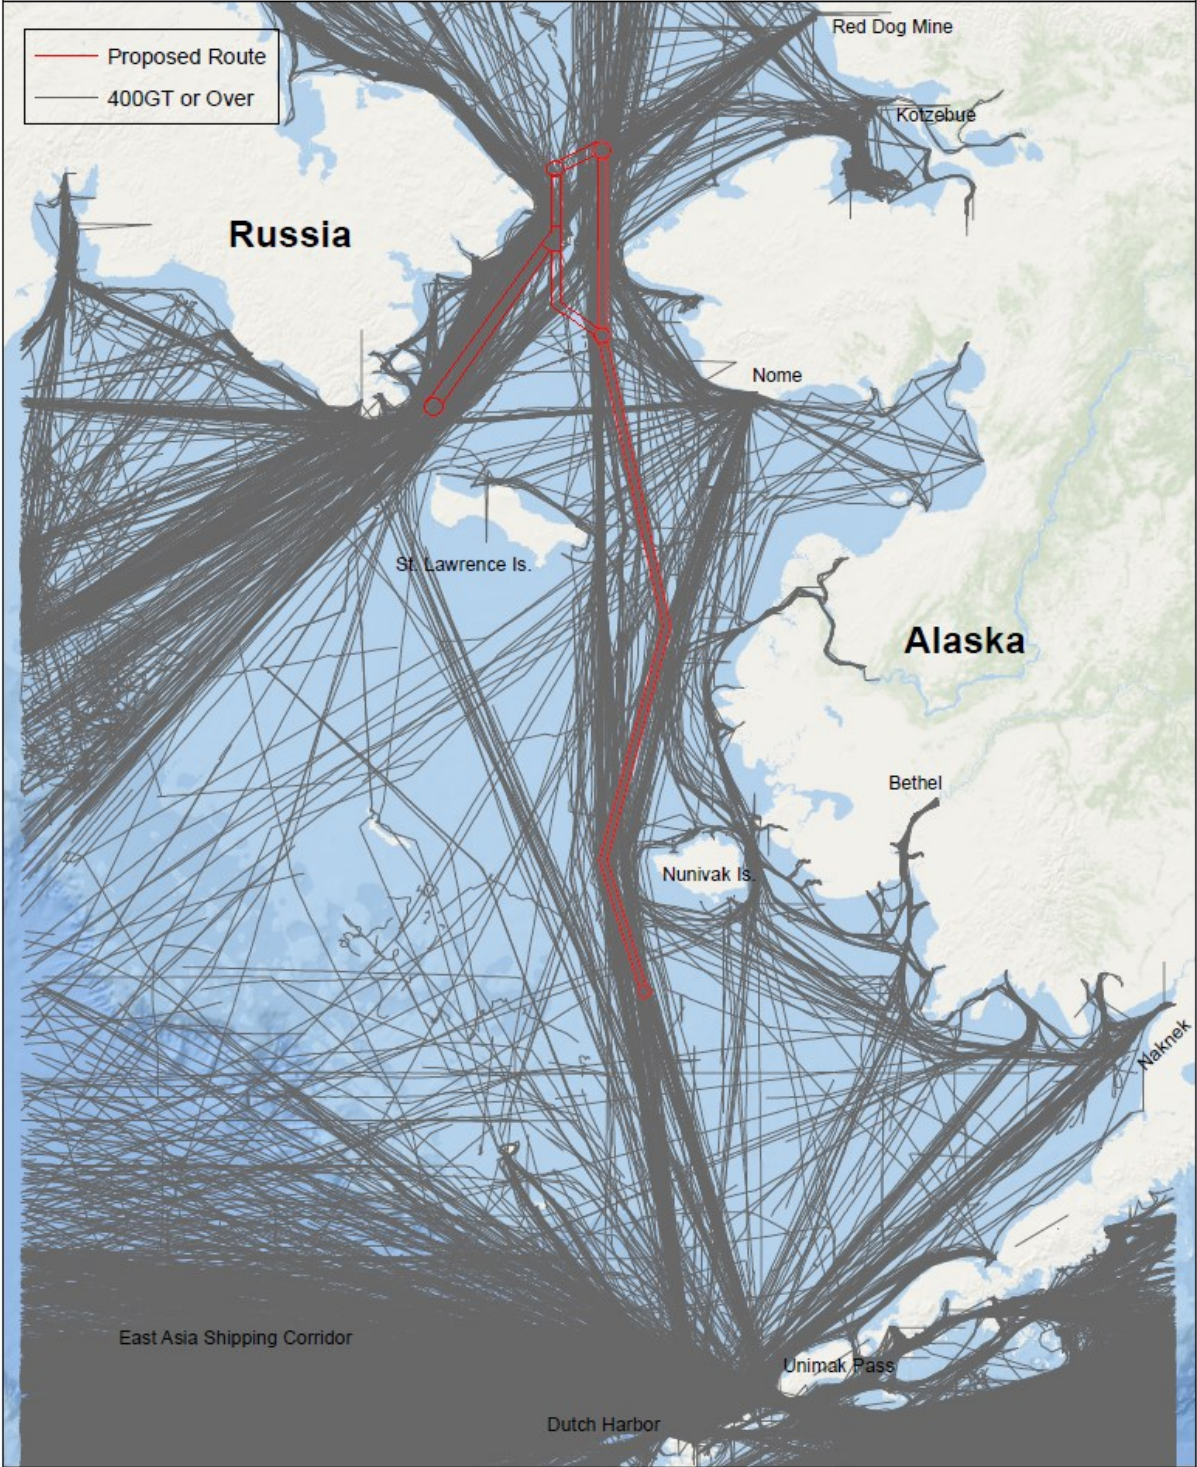 Red Dog Mine
Proposed Route
400GT or Over
Kotzebue
Russia
Nome
St. Lawrence Is.
Alaska
Bethel
Nunivak Is.
Naknek
East Asia Shipping Corridor
Unimak Pass
Dutch Harbor